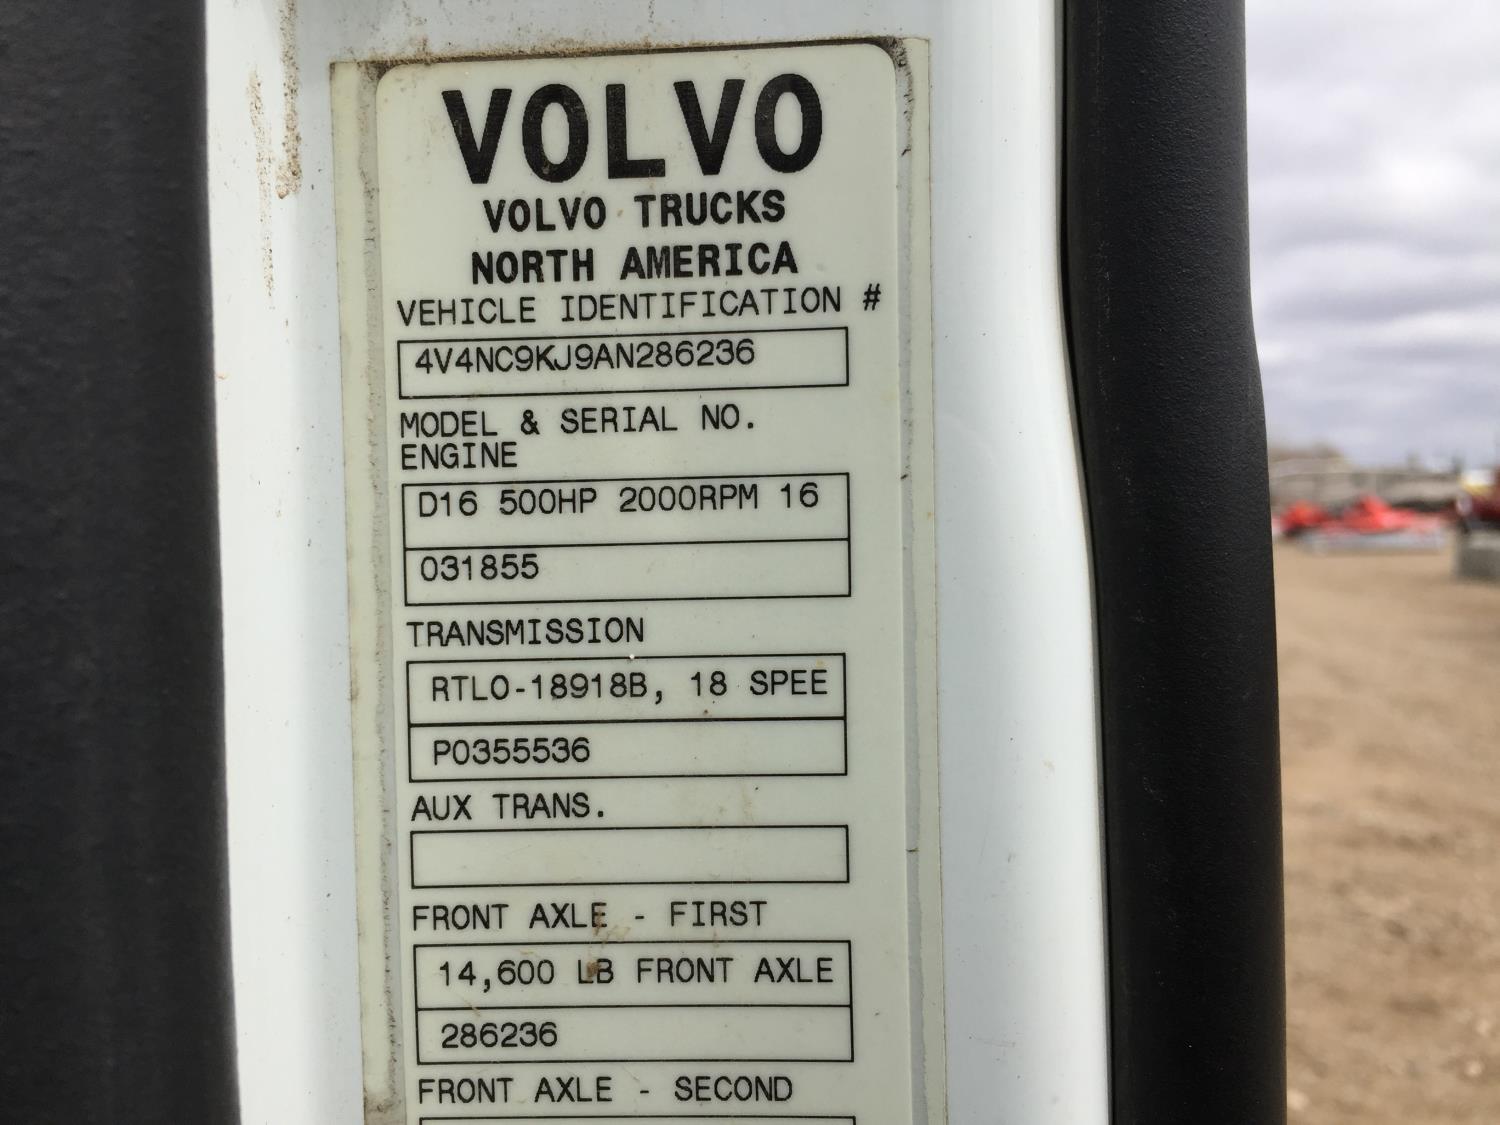 VOLVO
VOLVO TRUCKS
NORTH AMERICA
VEHICLE IDENTIFICATION #
4V4NC9KJ9AN286236
MODEL & SERIAL NO.
ENGINE
D16 500HP 2000RPM 16
031855
TRANSMISSION
RTLO-18918B, 18 SPEE
P0355536
AUX TRANS.
FRONT AXLE - FIRST
14,600 LB FRONT AXLE
286236
FRONT AXLE - SECOND